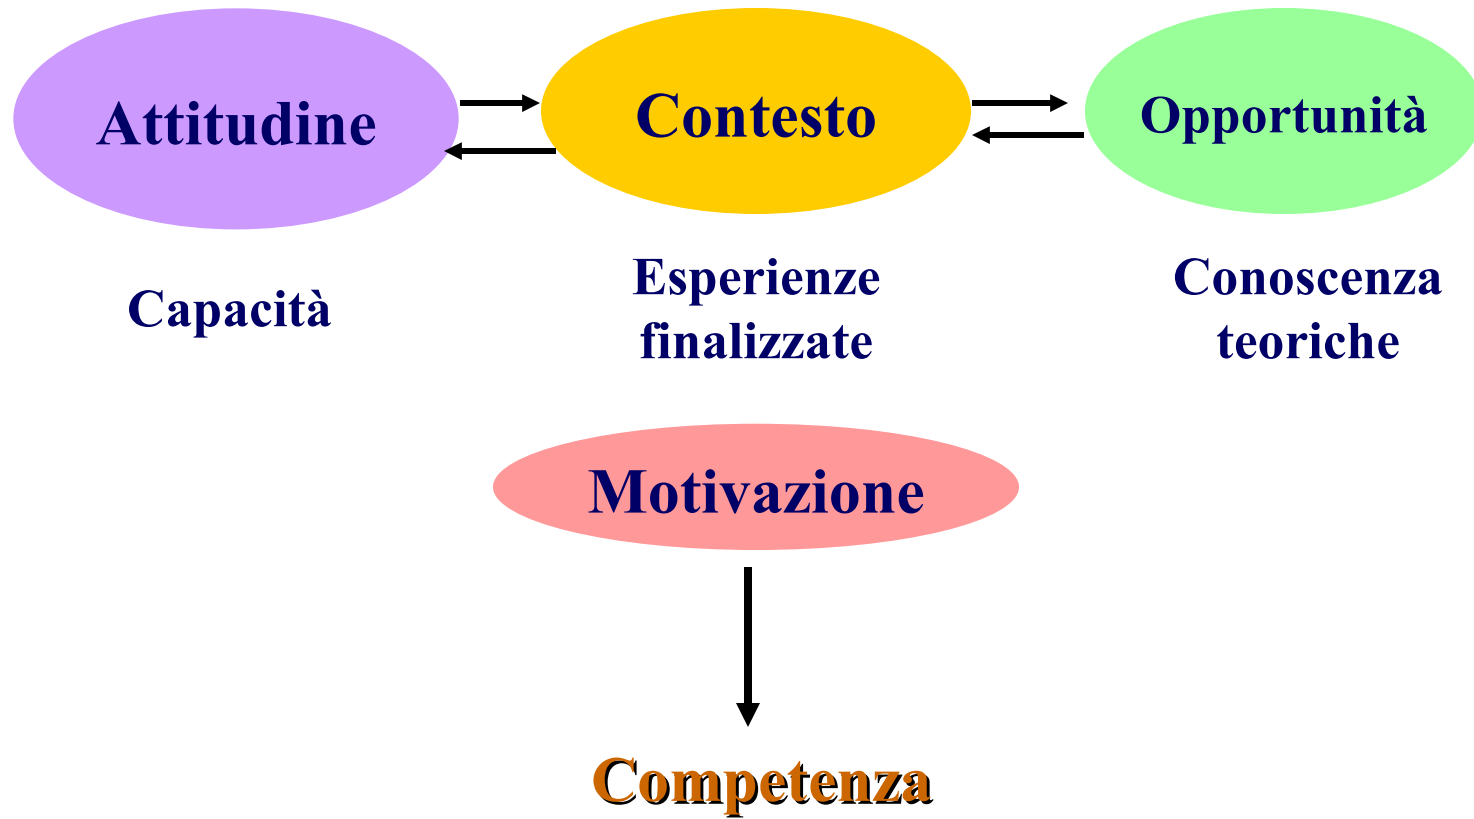 Attitudine
Contesto
Opportunità
Capacità
Esperienze
finalizzate
Conoscenza
teoriche
Motivazione
Competenza